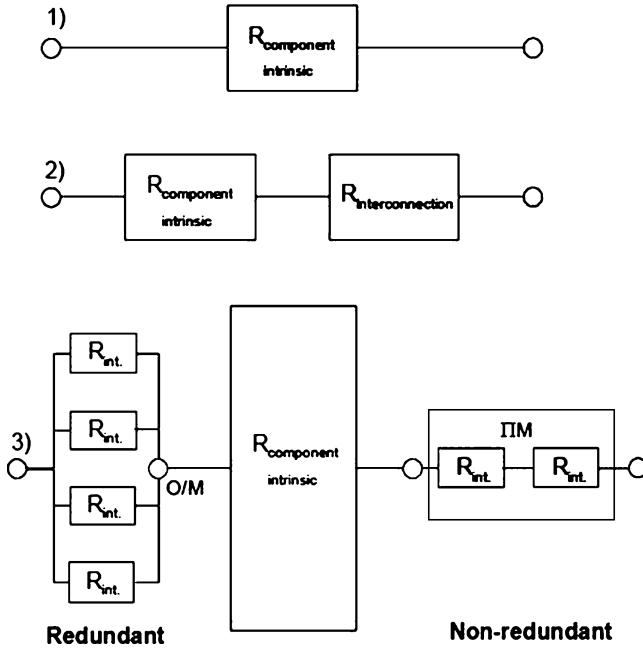 1)
R component
intrinsic
2)
R component
intrinsic
R Interconnection
3)
R int.
R int.
R int.
R int.
O/M
R component
intrinsic
ΠM
R int.
R int.
Redundant
Non-redundant